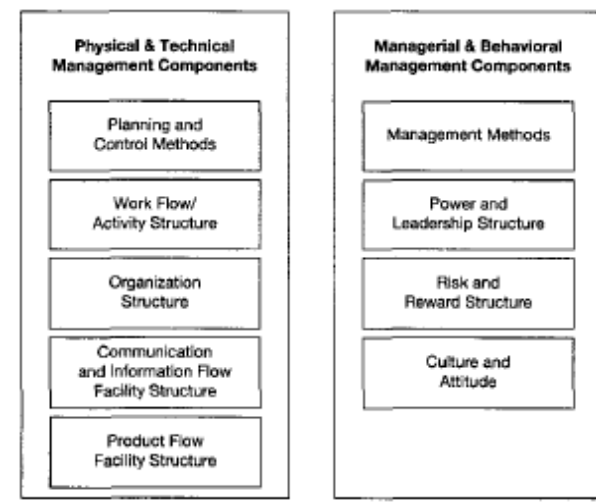 Physical & Technical
Management Components
Planning and
Control Methods
Work Flow/
Activity Structure
Organization
Structure
Communication
and Information Flow
Facility Structure
Product Flow
Facility Structure
Managerial & Behavioral
Management Components
Management Methods
Power and
Leadership Structure
Risk and
Reward Structure
Culture and
Attitude